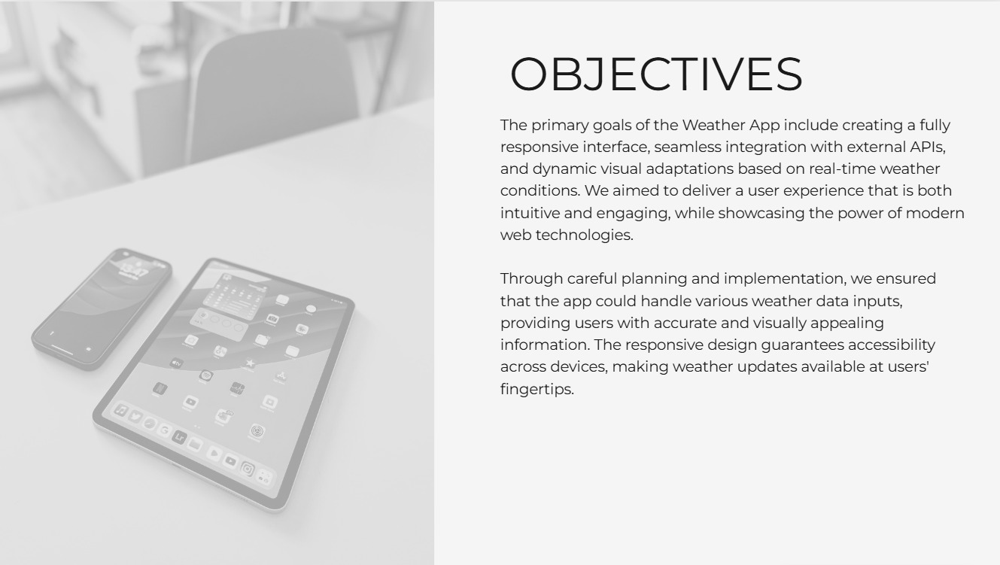 OBJECTIVES
The primary goals of the Weather App include creating a fully
responsive interface, seamless integration with external APIs,
and dynamic visual adaptations based on real-time weather
conditions. We aimed to deliver a user experience that is both
intuitive and engaging, while showcasing the power of modern
web technologies.
Through careful planning and implementation, we ensured
that the app could handle various weather data inputs,
providing users with accurate and visually appealing
information. The responsive design guarantees accessibility
across devices, making weather updates available at users'
fingertips.
13:47
Lr